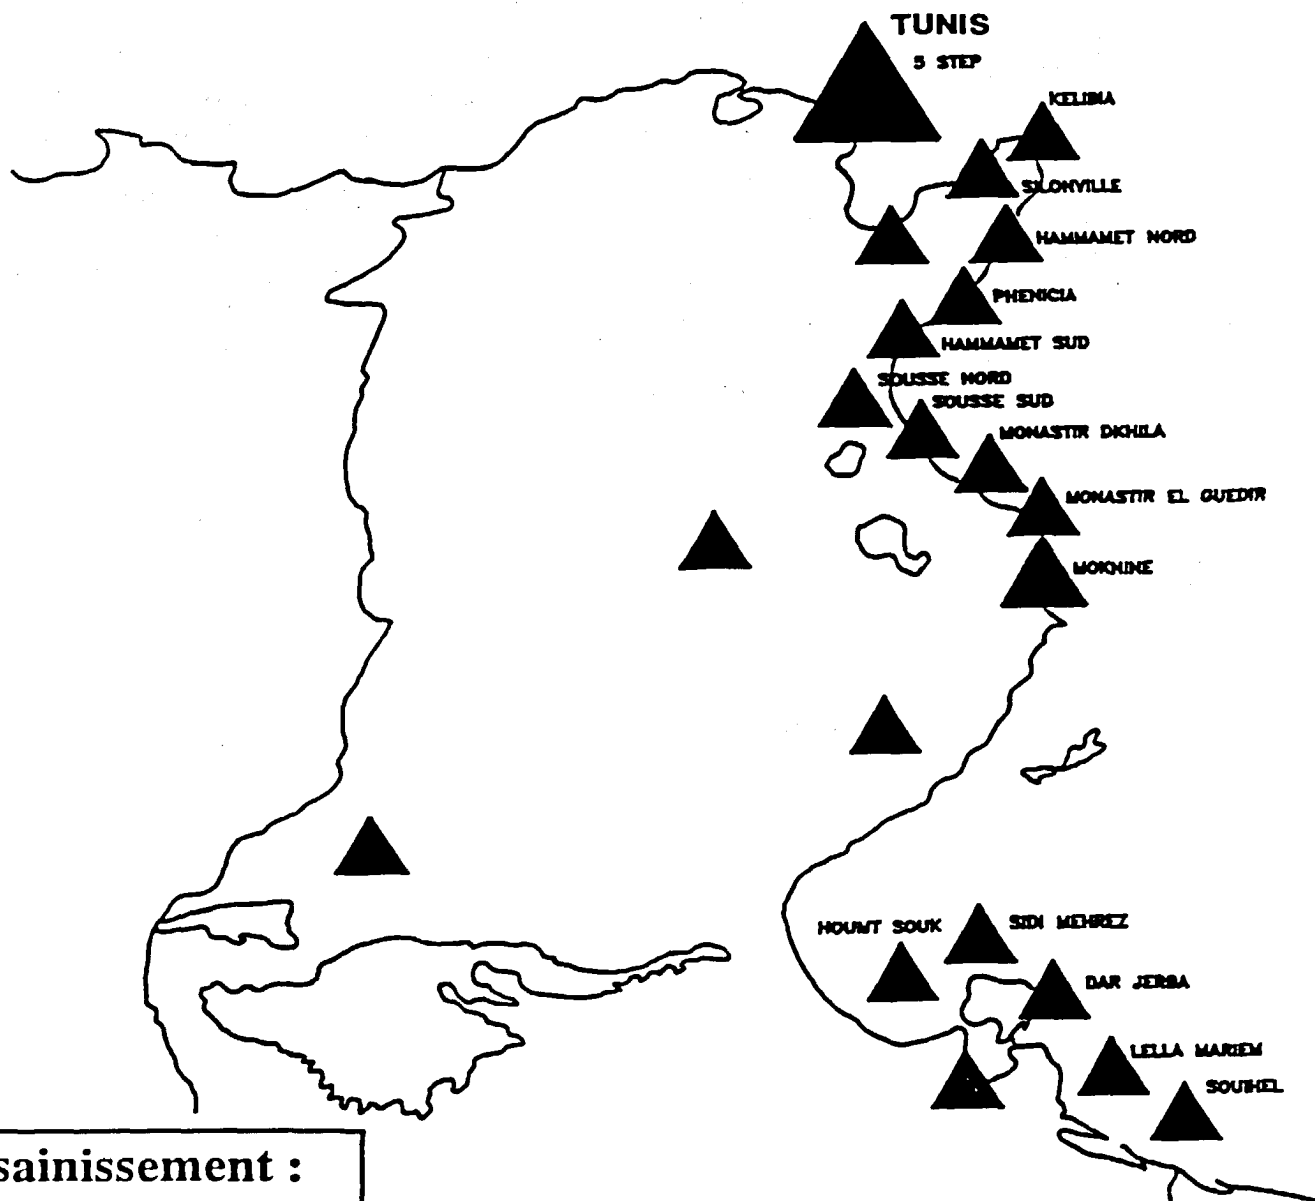 TUNIS
5 STEP
KELIBIA
SILONVILLE
HAMMAMET NORD
PHENICIA
HAMMAMET SUD
SOUSSE NORD
SOUSSE SUD
MONASTIR DKHILA
MONASTIR EL GUEDIR
MOKNINE
HOUMT SOUK
SIDI MEHREZ
DAR JERBA
LELLA MARIEM
SOUIHEL
sainissement :